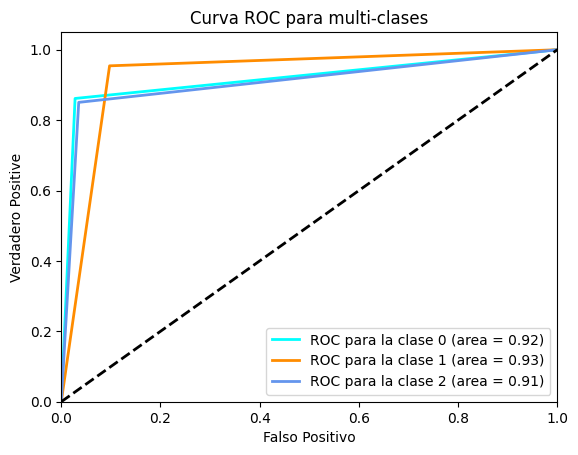 Curva ROC para multi-clases
1.0
0.8
0.6
0.4
0.2
0.0
Verdadero Positive
ROC para la clase 0 (area = 0.92)
ROC para la clase 1 (area = 0.93)
ROC para la clase 2 (area = 0.91)
0.0 0.2 0.4 0.6 0.8 1.0
Falso Positivo